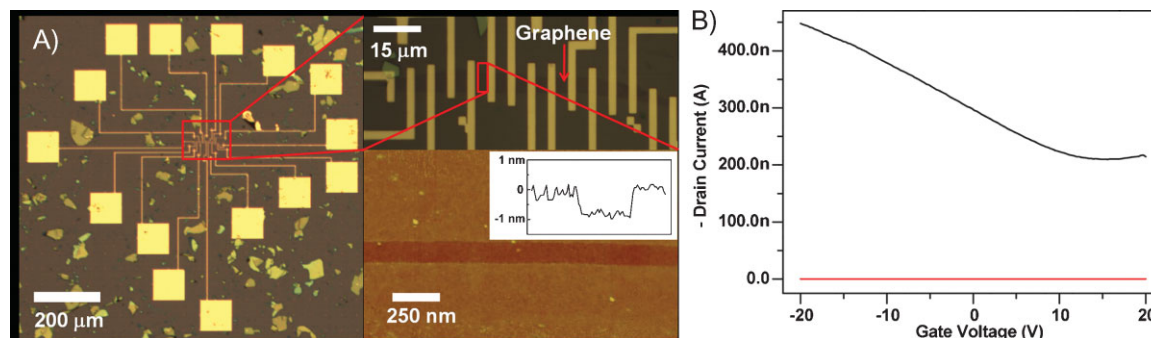 A)
200 μm
15 μm
Graphene
1 nm
0
-1 nm
250 nm
B)
- Drain Current (A)
400.0n
300.0n
200.0n
100.0n
0.0
-20
-10
0
10
20
Gate Voltage (V)